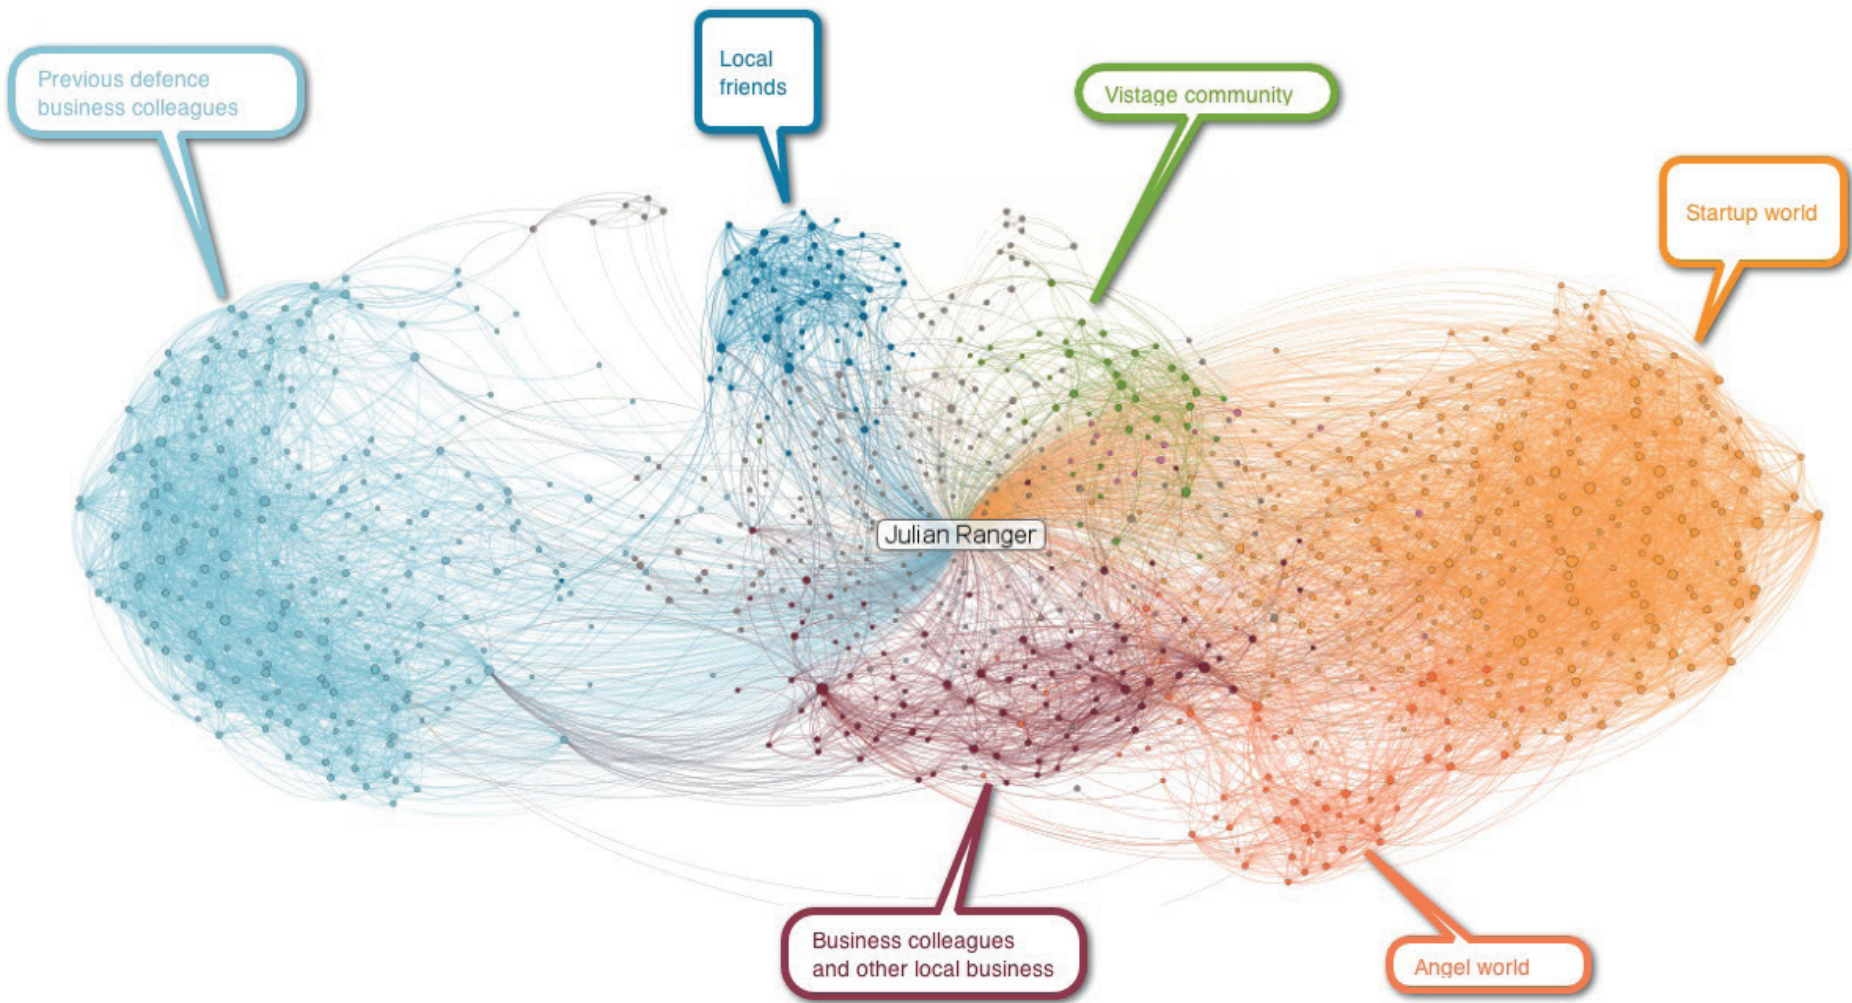 Previous defence
business colleagues
Local
friends
Vistage community
Startup world
Julian Ranger
Business colleagues
and other local business
Angel world